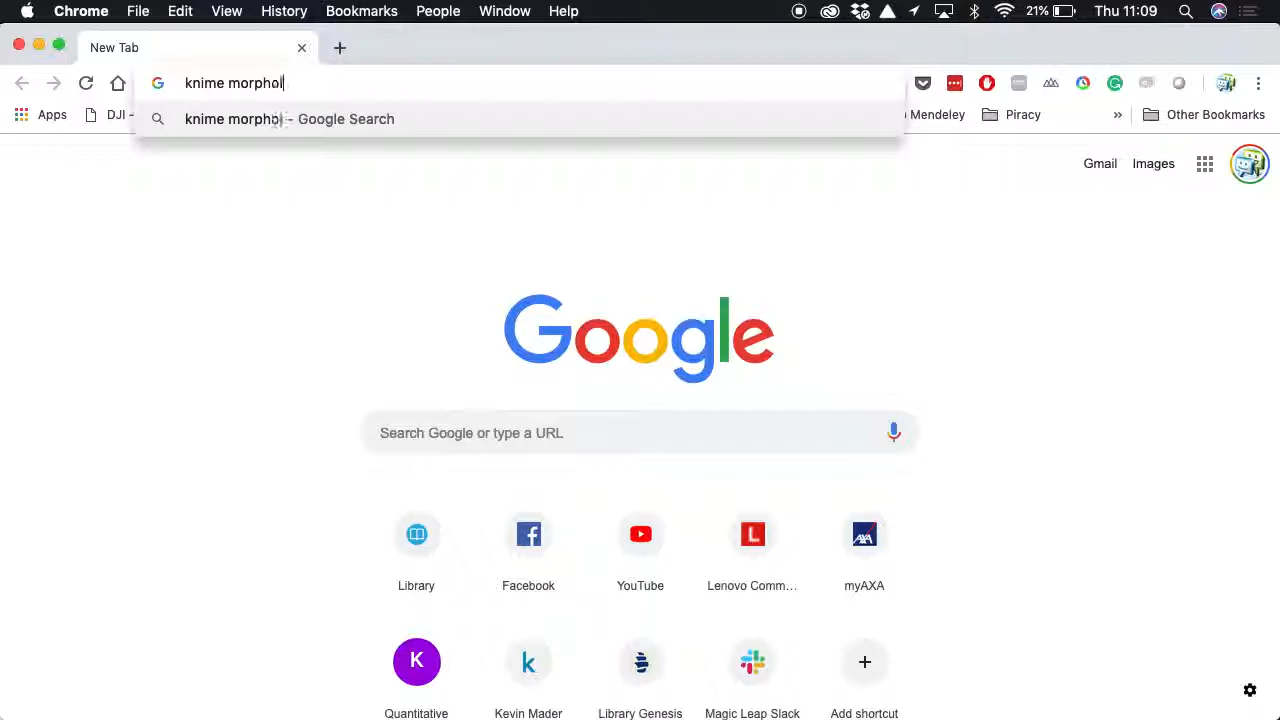 Chrome File Edit View History Bookmarks People Window Help 21% Thu 11:09
New Tab
knime morphol
Apps DJI - knime morphol - Google Search Mendeley Piracy » Other Bookmarks
Gmail Images
Google
Search Google or type a URL
L AXA
Library Facebook YouTube Lenovo Comm... myAXA
K k
Quantitative Kevin Mader Library Genesis Magic Leap Slack Add shortcut